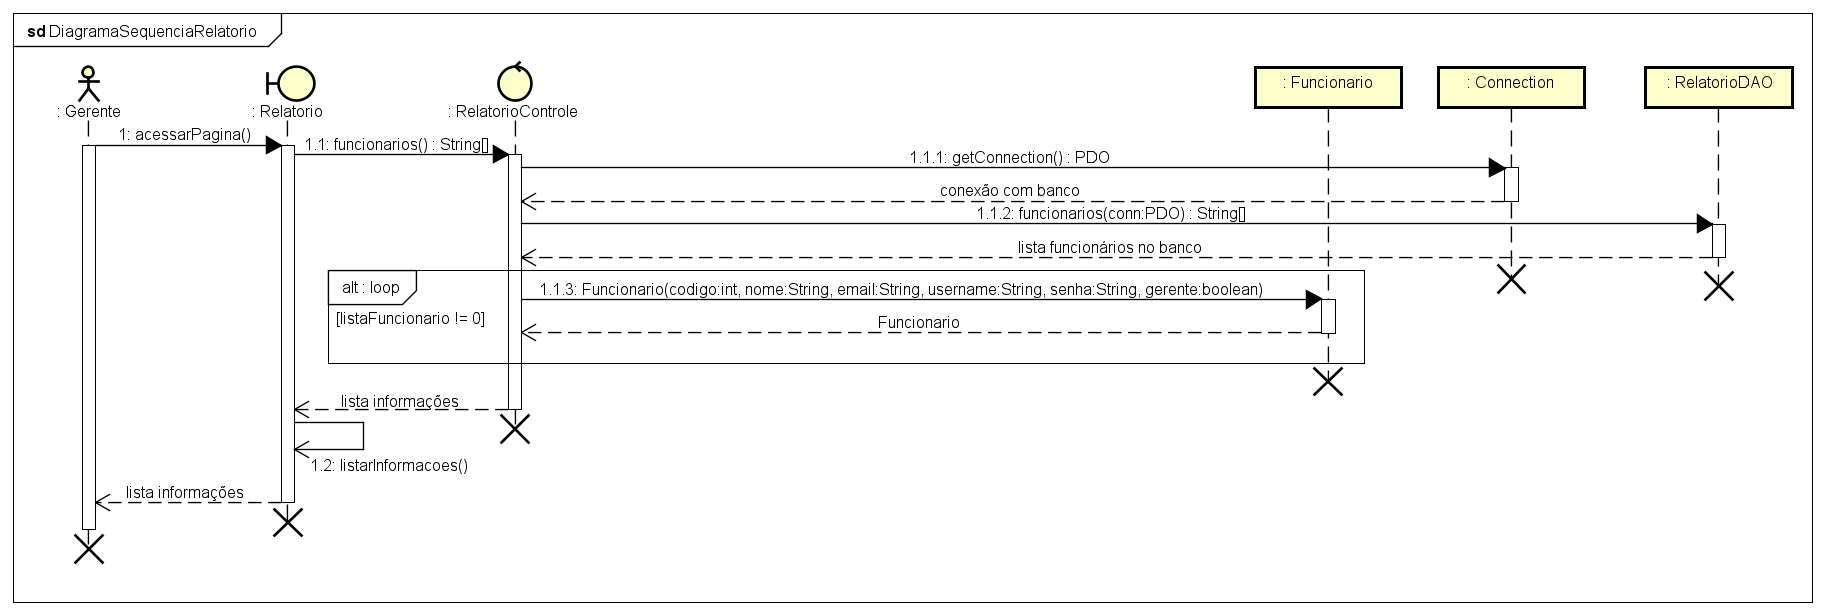 sd DiagramaSequenciaRelatorio
: Gerente
: Relatorio
: RelatorioControle
: Funcionario
: Connection
: RelatorioDAO
1: acessarPagina()
1.1: funcionarios() : String[]
1.1.1: getConnection() : PDO
conexão com banco
1.1.2: funcionarios(conn:PDO) : String[]
lista funcionários no banco
alt : loop
1.1.3: Funcionario(codigo:int, nome:String, email:String, username:String, senha:String, gerente:boolean)
[listaFuncionario != 0]
Funcionario
lista informações
1.2: listarInformacoes()
lista informações